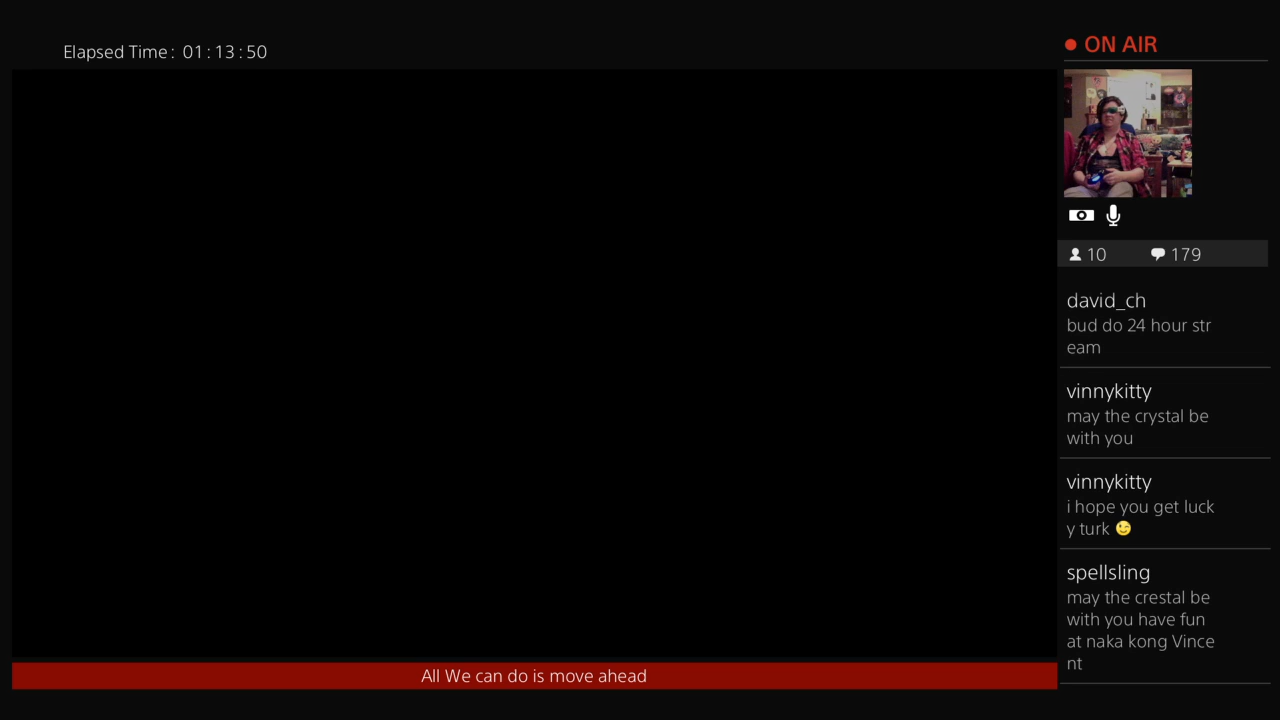 Elapsed Time: 01:13:50
ON AIR
10 179
david_ch
bud do 24 hour str
eam
vinnykitty
may the crystal be
with you
vinnykitty
i hope you get luck
y turk 😉
spellsling
may the crestal be
with you have fun
at naka kong Vince
nt
All We can do is move ahead